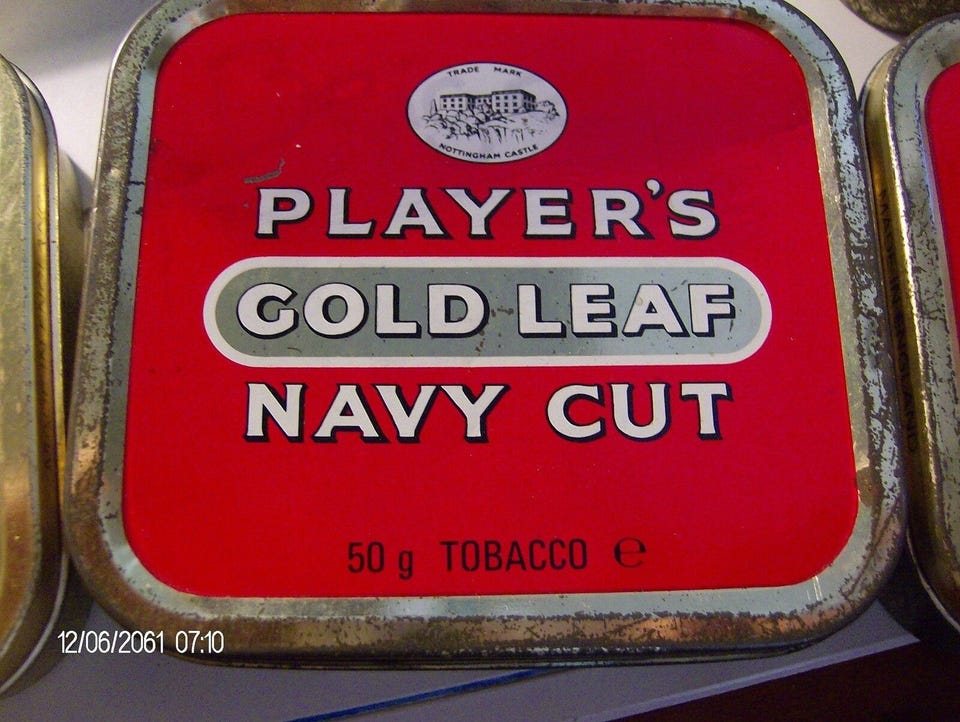 TRADE MARK
NOTTINGHAM CASTLE
PLAYER'S
GOLD LEAF
NAVY CUT
50 g TOBACCO ℮
12/06/2061 07:10